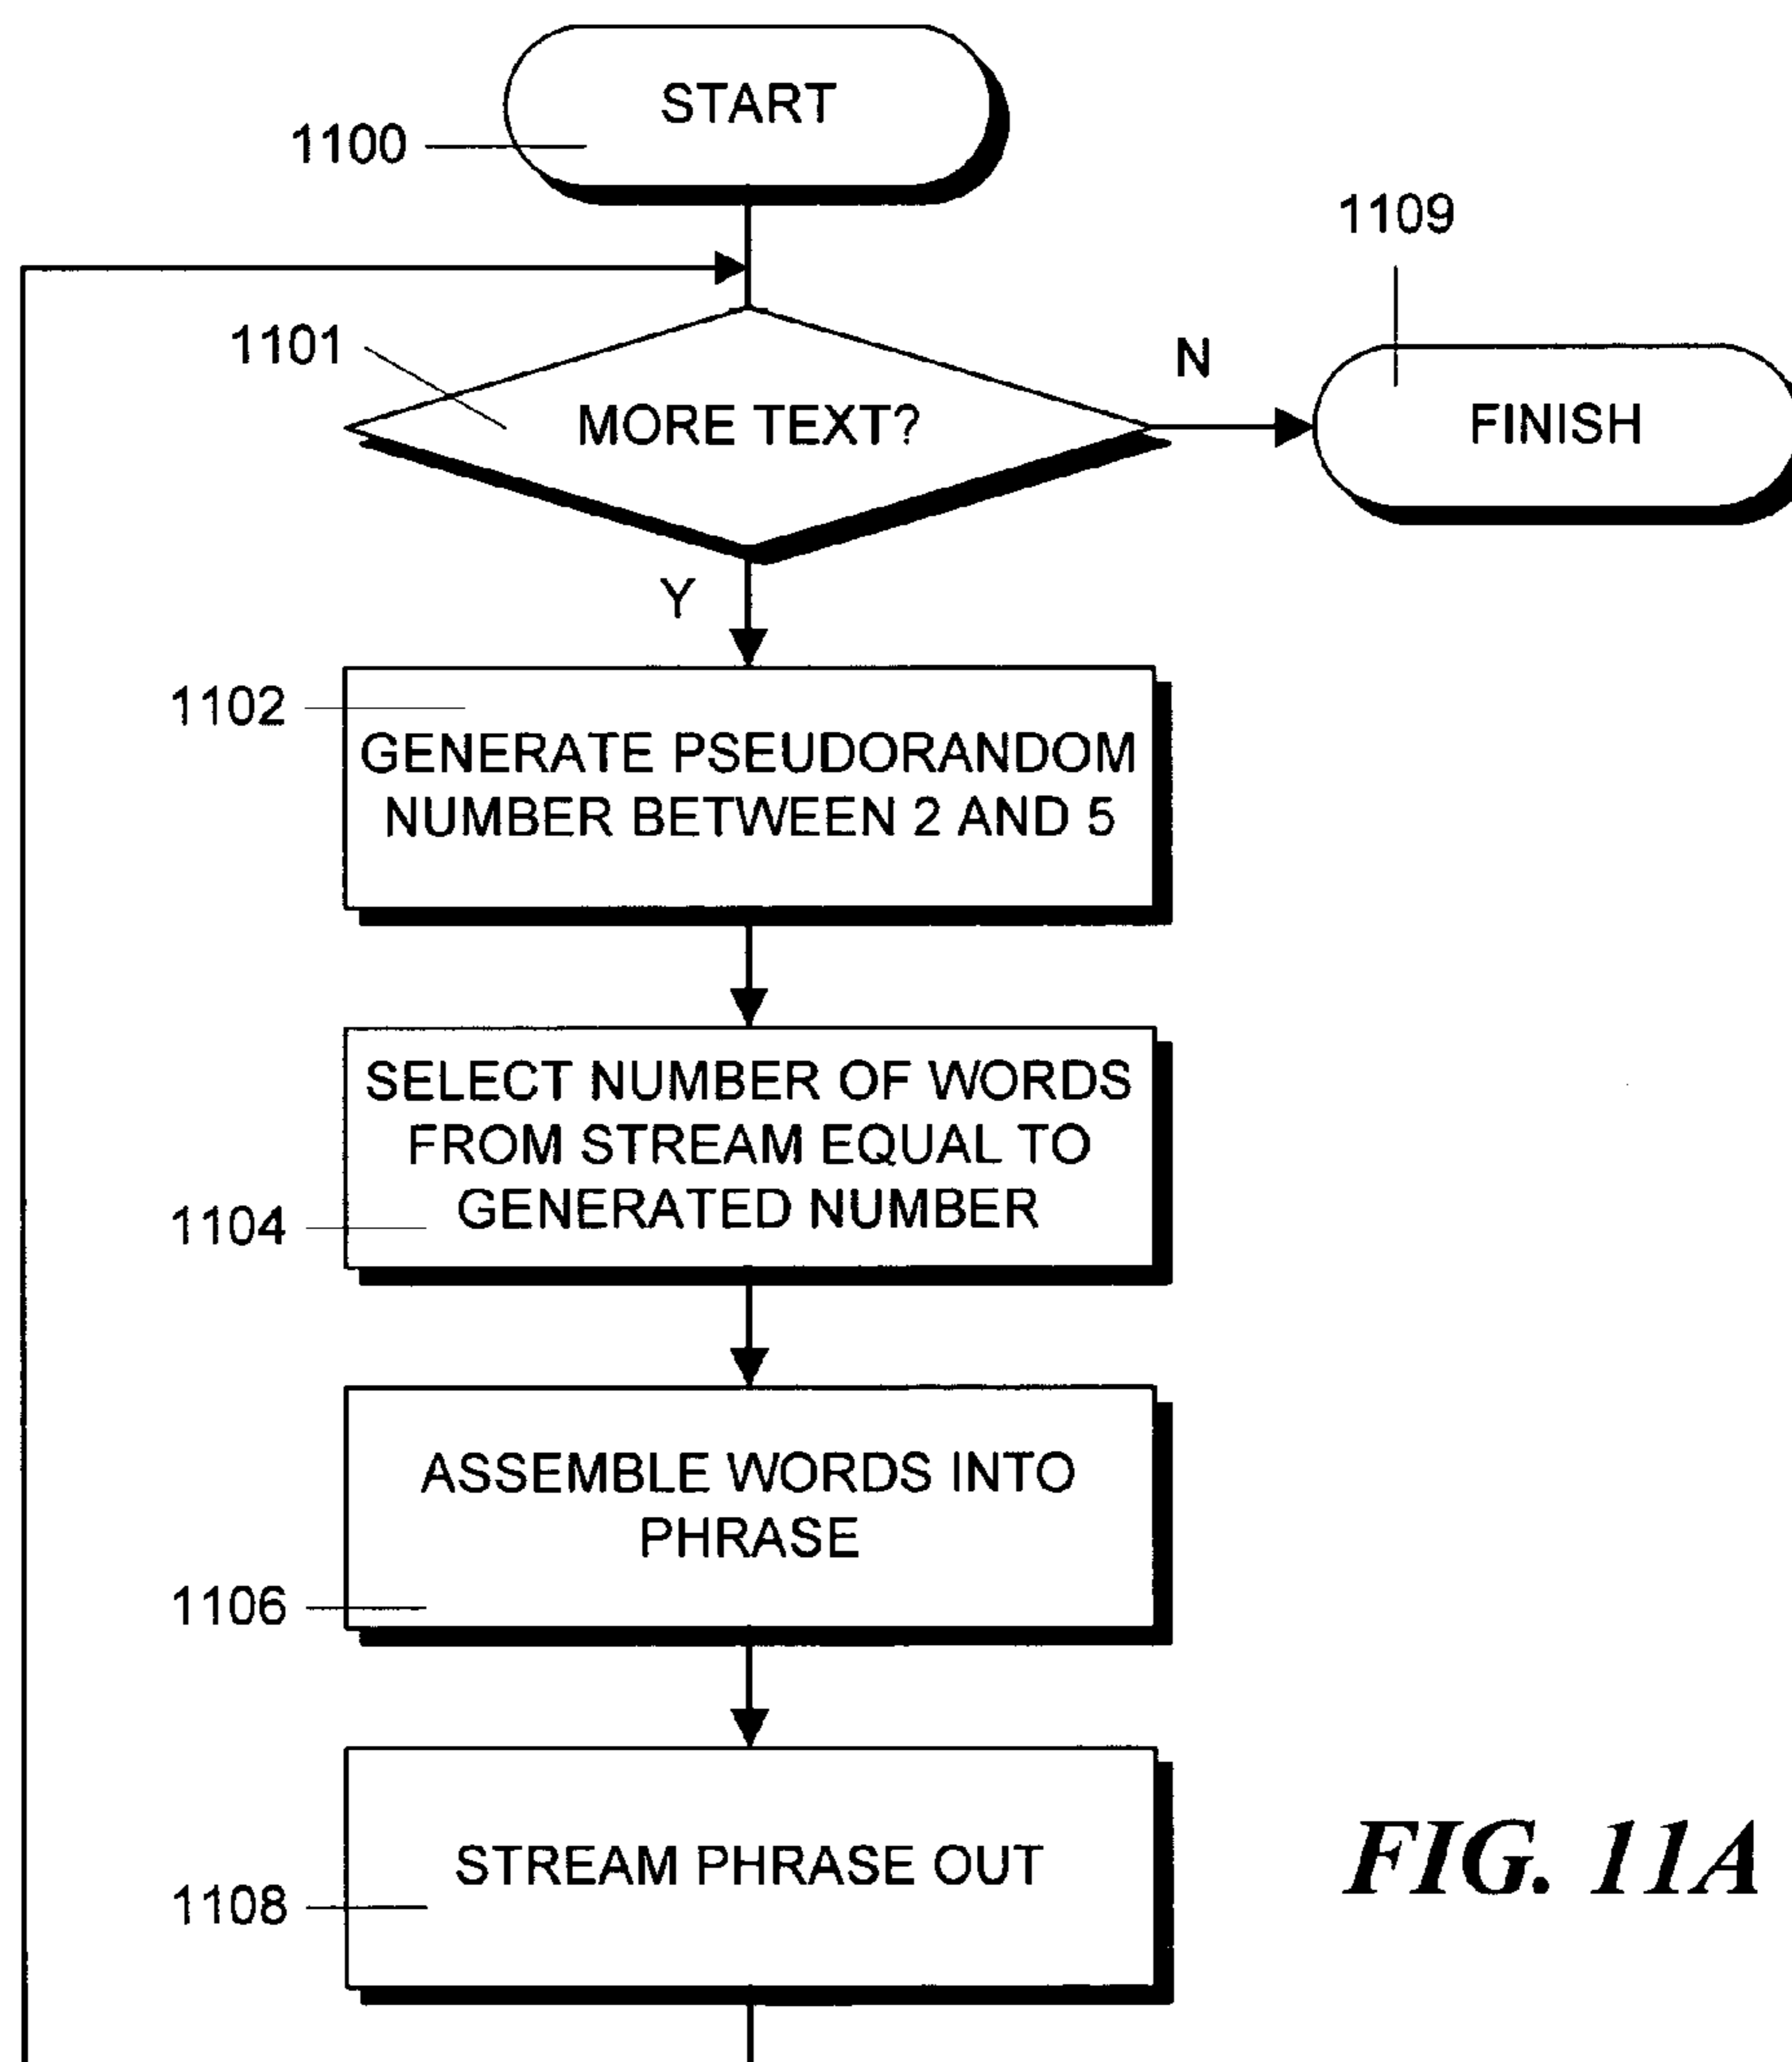 START
1100
1109
1101
MORE TEXT?
N
FINISH
Y
1102
GENERATE PSEUDORANDOM
NUMBER BETWEEN 2 AND 5
SELECT NUMBER OF WORDS
FROM STREAM EQUAL TO
GENERATED NUMBER
1104
ASSEMBLE WORDS INTO
PHRASE
1106
STREAM PHRASE OUT
1108
FIG. 11A